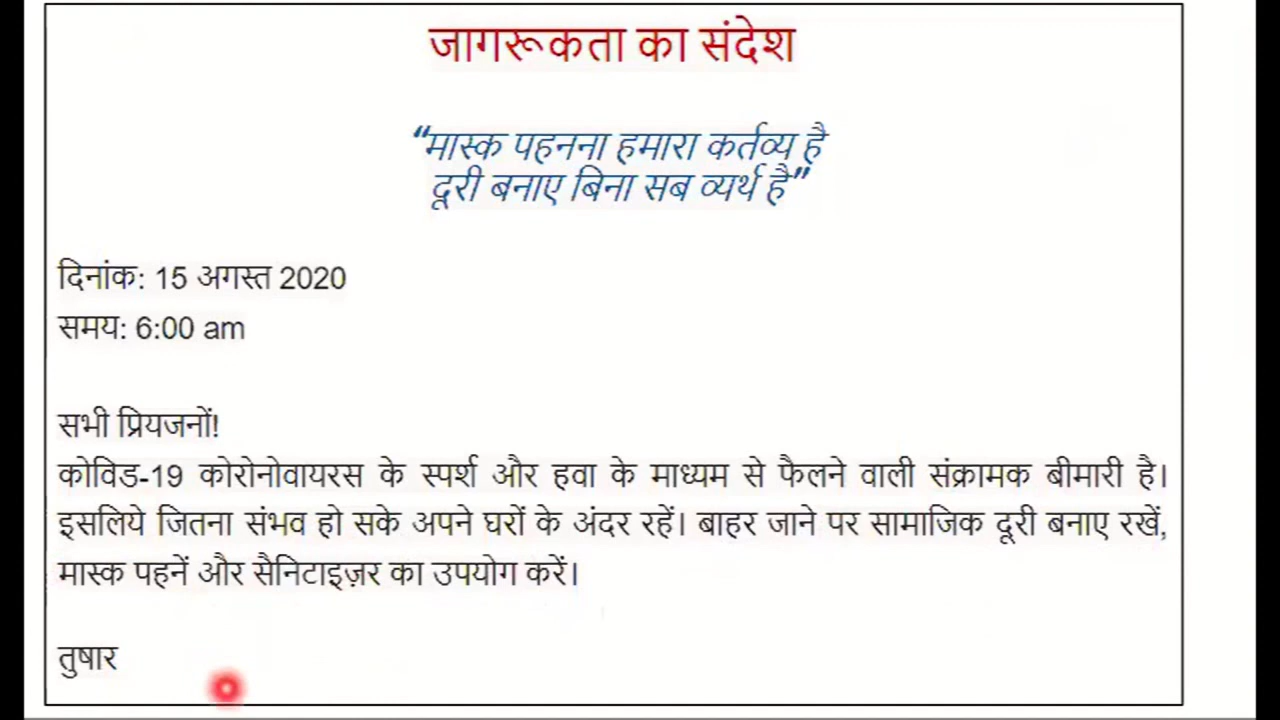 जागरूकता का संदेश
“मास्क पहनना हमारा कर्तव्य है
दूरी बनाए बिना सब व्यर्थ है”
दिनांक: 15 अगस्त 2020
समय: 6:00 am
सभी प्रियजनों!
कोविड-19 कोरोनोवायरस के स्पर्श और हवा के माध्यम से फैलने वाली संक्रामक बीमारी है।
इसलिये जितना संभव हो सके अपने घरों के अंदर रहें। बाहर जाने पर सामाजिक दूरी बनाए रखें,
मास्क पहनें और सैनिटाइज़र का उपयोग करें।
तुषार